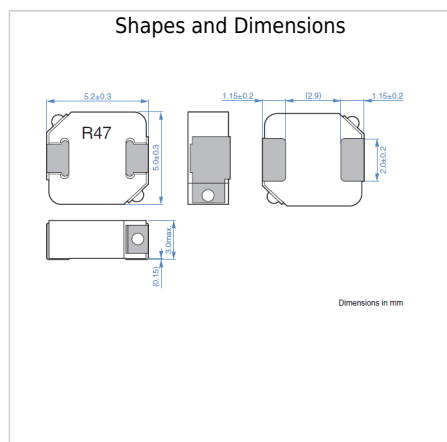 Shapes and Dimensions
5.2±0.3
1.15±0.2
(2.9)
1.15±0.2
R47
5.0±0.3
2.0±0.2
3.0max.
(0.15)
Dimensions in mm